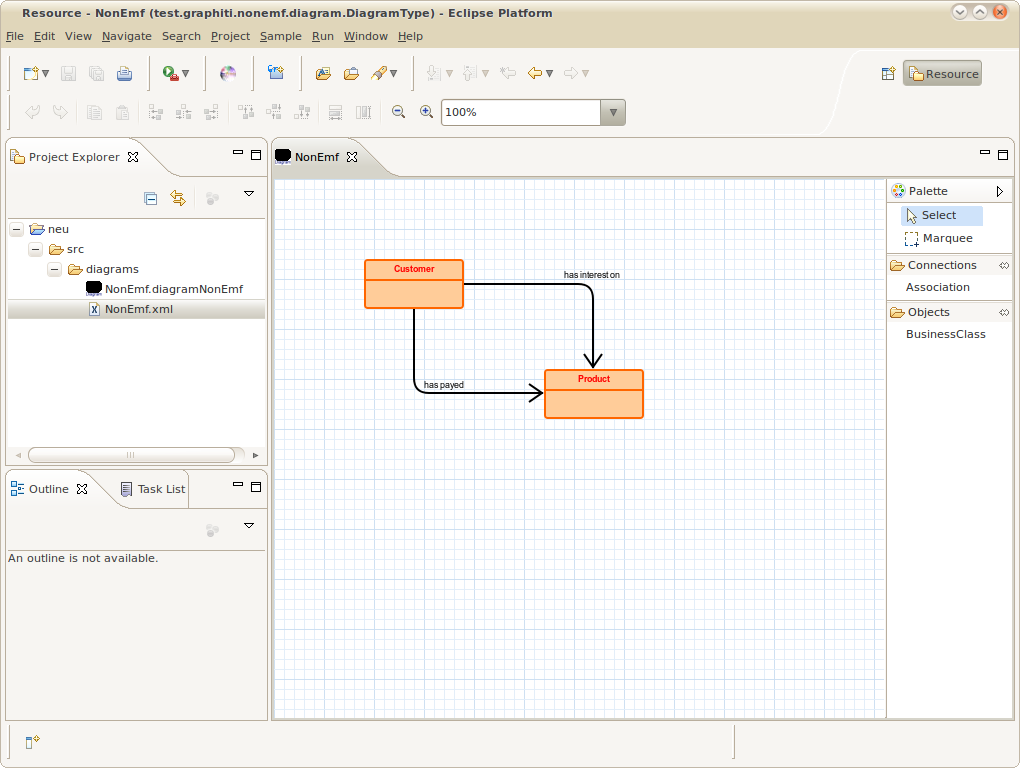 Resource - NonEmf (test.graphiti.nonemf.diagram.DiagramType) - Eclipse Platform
File Edit View Navigate Search Project Sample Run Window Help
Resource
100%
Project Explorer
neu
src
diagrams
NonEmf.diagramNonEmf
NonEmf.xml
Outline
Task List
An outline is not available.
NonEmf
Customer
has interest on
has payed
Product
Palette
Select
Marquee
Connections
Association
Objects
BusinessClass